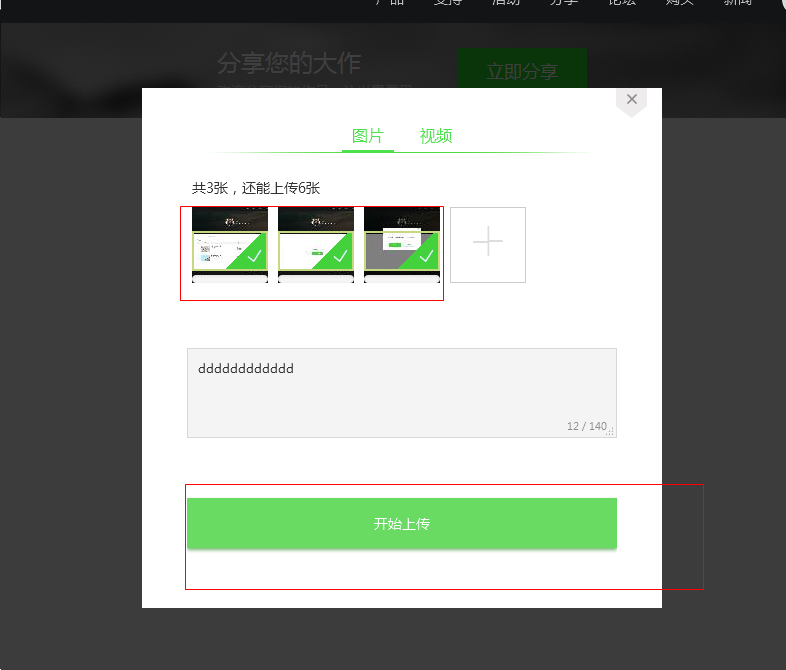 产品 支持 活动 分享 论坛 购买 新闻
分享您的大作
立即分享
图片 视频
共3张，还能上传6张
dddddddddddd
12 / 140
开始上传